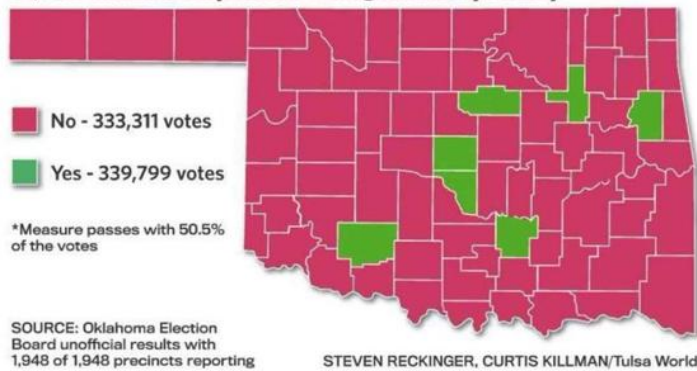 No - 333,311 votes
Yes - 339,799 votes
*Measure passes with 50.5%
of the votes
SOURCE: Oklahoma Election
Board unofficial results with
1,948 of 1,948 precincts reporting
STEVEN RECKINGER, CURTIS KILLMAN/Tulsa World